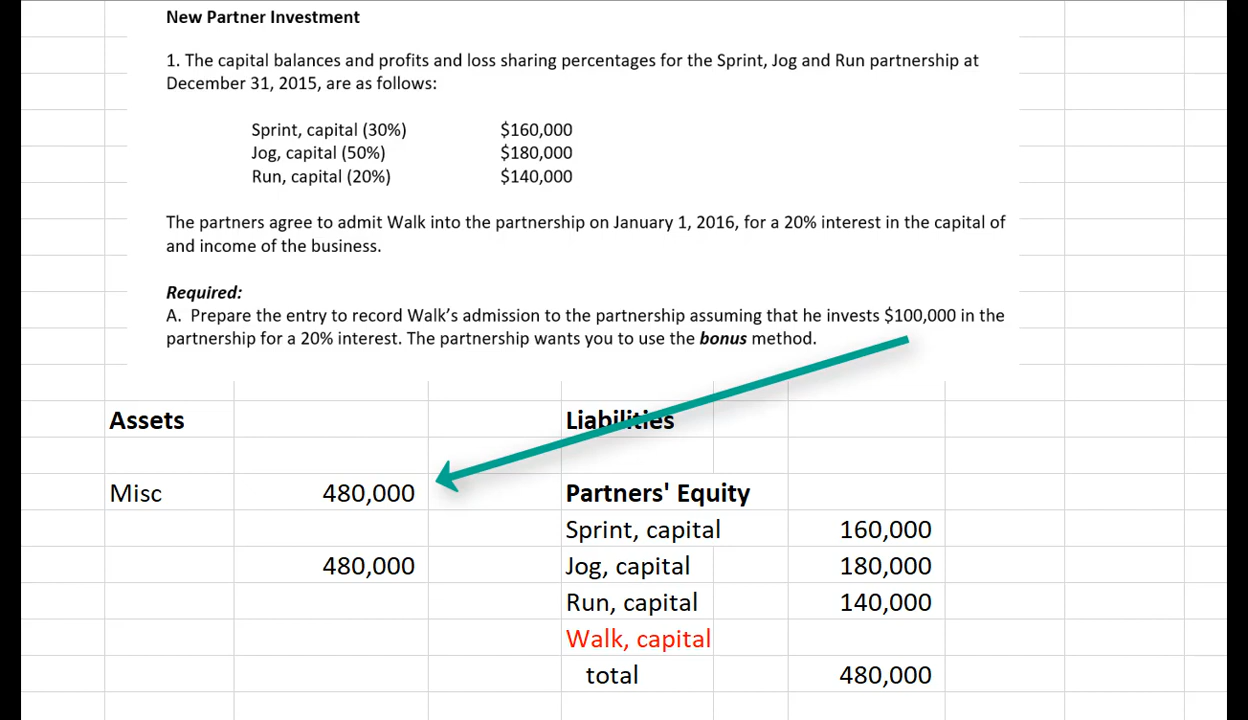 New Partner Investment
1. The capital balances and profits and loss sharing percentages for the Sprint, Jog and Run partnership at
December 31, 2015, are as follows:
Sprint, capital (30%) $160,000
Jog, capital (50%) $180,000
Run, capital (20%) $140,000
The partners agree to admit Walk into the partnership on January 1, 2016, for a 20% interest in the capital of
and income of the business.
Required:
A. Prepare the entry to record Walk's admission to the partnership assuming that he invests $100,000 in the
partnership for a 20% interest. The partnership wants you to use the bonus method.
Assets Liabilities
Misc 480,000 Partners' Equity
Sprint, capital 160,000
480,000 Jog, capital 180,000
Run, capital 140,000
Walk, capital
total 480,000